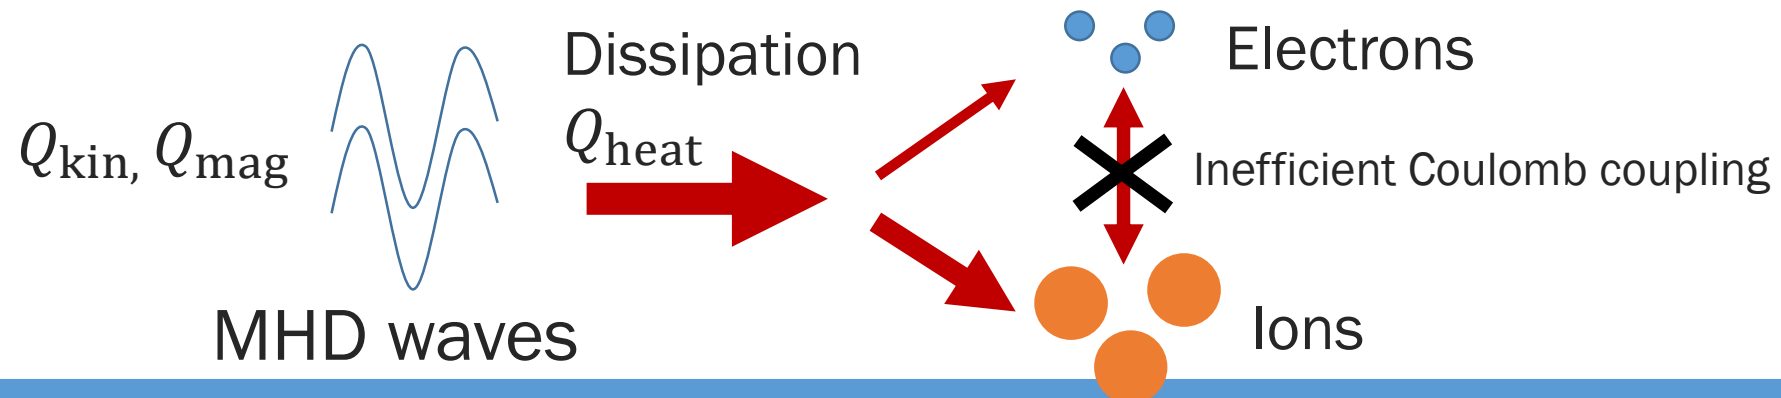 Dissipation
Electrons
Q_kin, Q_mag
Q_heat
Inefficient Coulomb coupling
MHD waves
Ions